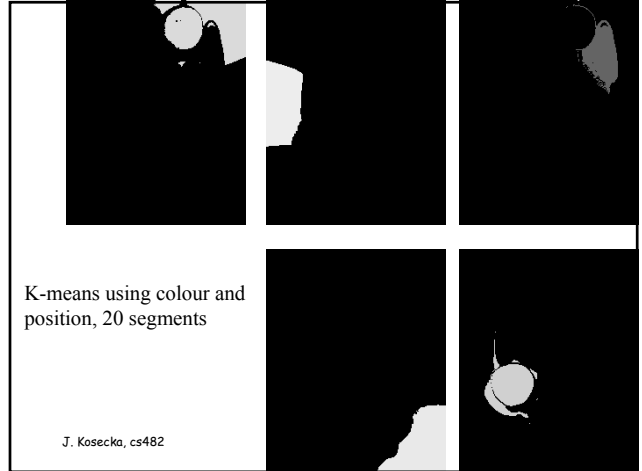 K-means using colour and
position, 20 segments
J. Kosecka, cs482